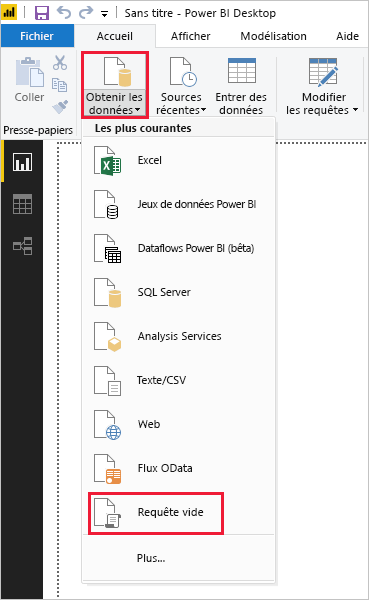 Sans titre - Power BI Desktop
Fichier Accueil Afficher Modélisation Aide
Coller
Obtenir les données
Sources récentes
Entrer des données
Modifier les requêtes
Presse-papiers
Les plus courantes
Excel
Jeux de données Power BI
Dataflows Power BI (bêta)
SQL Server
Analysis Services
Texte/CSV
Web
Flux OData
Requête vide
Plus...